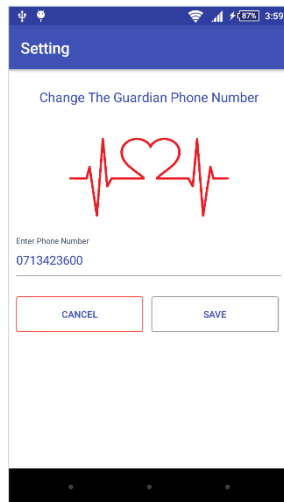 87% 3:59
Setting
Change The Guardian Phone Number
Enter Phone Number
0713423600
CANCEL SAVE